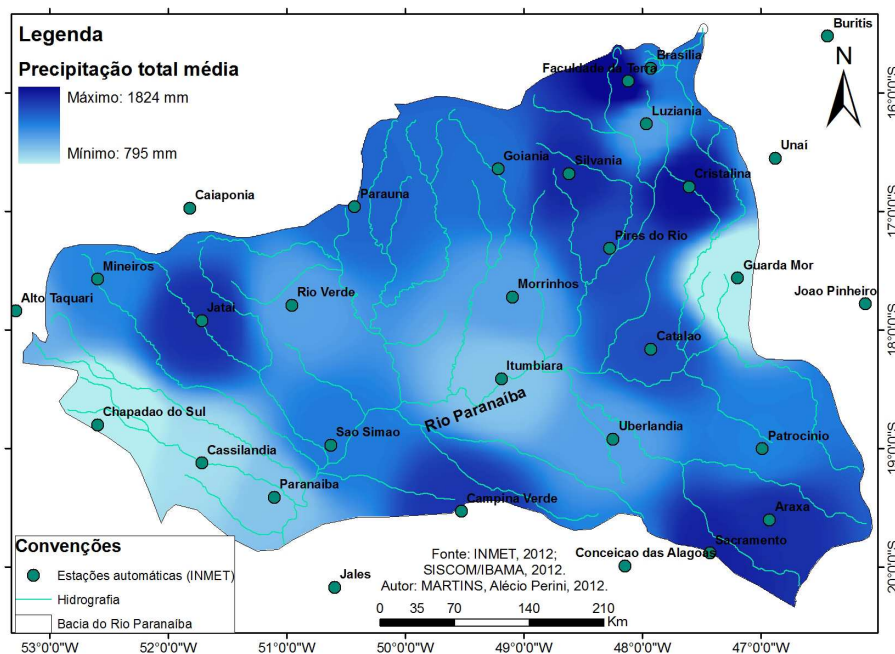 Legenda
Precipitação total média
Máximo: 1824 mm
Mínimo: 795 mm
Buritis
N
Brasilia
Faculdade da Terra
Luziania
Unai
Goiania
Silvania
Cristalina
Caiaponia
Parauna
Pires do Rio
Mineiros
Guarda Mor
Alto Taquari
Jatai
Rio Verde
Morrinhos
Joao Pinheiro
Catalao
Itumbiara
Rio Paranaíba
Chapadao do Sul
Sao Simao
Uberlandia
Patrocinio
Cassilandia
Paranaiba
Campina Verde
Araxa
Sacramento
Conceicao das Alagoas
Jales
Convenções
Estações automáticas (INMET)
Hidrografia
Bacia do Rio Paranaíba
Fonte: INMET, 2012;
SISCOM/IBAMA, 2012.
Autor: MARTINS, Alécio Perini, 2012.
0 35 70 140 210
Km
16°0'0"S
17°0'0"S
18°0'0"S
19°0'0"S
20°0'0"S
53°0'0"W 52°0'0"W 51°0'0"W 50°0'0"W 49°0'0"W 48°0'0"W 47°0'0"W